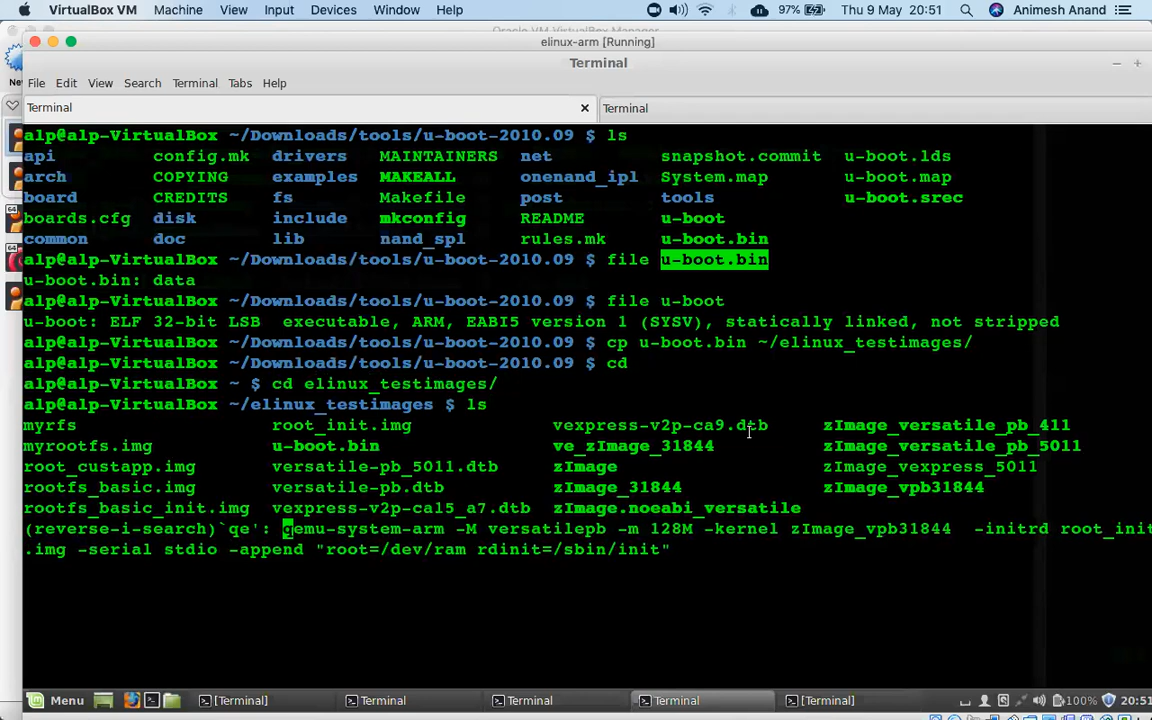 VirtualBox VM Machine View Input Devices Window Help 97% Thu 9 May 20:51 Animesh Anand
elinux-arm [Running]
Terminal
File Edit View Search Terminal Tabs Help
Terminal Terminal
alp@alp-VirtualBox ~/Downloads/tools/u-boot-2010.09 $ ls
api config.mk drivers MAINTAINERS net snapshot.commit u-boot.lds
arch COPYING examples MAKEALL onenand_ipl System.map u-boot.map
board CREDITS fs Makefile post tools u-boot.srec
boards.cfg disk include mkconfig README u-boot
common doc lib nand_spl rules.mk u-boot.bin
alp@alp-VirtualBox ~/Downloads/tools/u-boot-2010.09 $ file u-boot.bin
u-boot.bin: data
alp@alp-VirtualBox ~/Downloads/tools/u-boot-2010.09 $ file u-boot
u-boot: ELF 32-bit LSB  executable, ARM, EABI5 version 1 (SYSV), statically linked, not stripped
alp@alp-VirtualBox ~/Downloads/tools/u-boot-2010.09 $ cp u-boot.bin ~/elinux_testimages/
alp@alp-VirtualBox ~/Downloads/tools/u-boot-2010.09 $ cd
alp@alp-VirtualBox ~ $ cd elinux_testimages/
alp@alp-VirtualBox ~/elinux_testimages $ ls
myrfs root_init.img vexpress-v2p-ca9.dtb zImage_versatile_pb_411
myrootfs.img u-boot.bin ve_zImage_31844 zImage_versatile_pb_5011
root_custapp.img versatile-pb_5011.dtb zImage zImage_vexpress_5011
rootfs_basic.img versatile-pb.dtb zImage_31844 zImage_vpb31844
rootfs_basic_init.img vexpress-v2p-ca15_a7.dtb zImage.noeabi_versatile
(reverse-i-search)`qe': qemu-system-arm -M versatilepb -m 128M -kernel zImage_vpb31844  -initrd root_init
.img -serial stdio -append "root=/dev/ram rdinit=/sbin/init"
Menu [Terminal] Terminal Terminal Terminal [Terminal] 100% 20:51